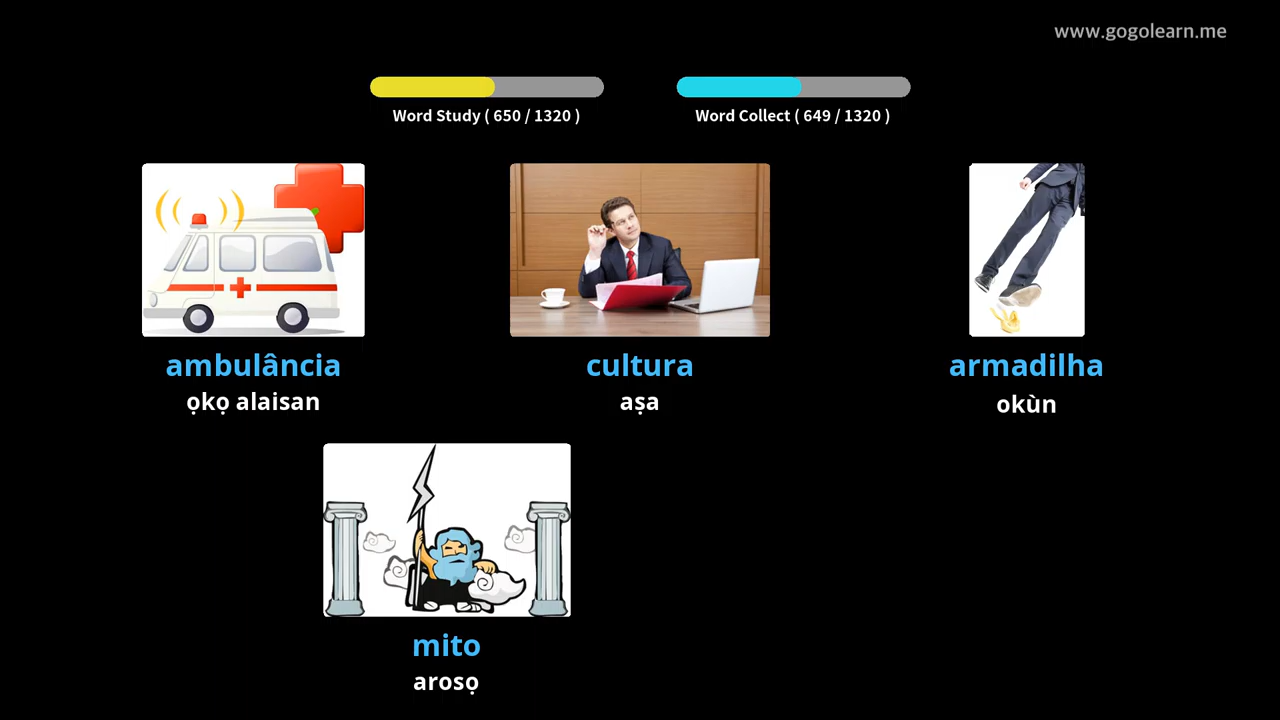 www.gogolearn.me
Word Study ( 650 / 1320 )
Word Collect ( 649 / 1320 )
ambulância
ọkọ alaisan
cultura
aṣa
armadilha
okùn
mito
arosọ